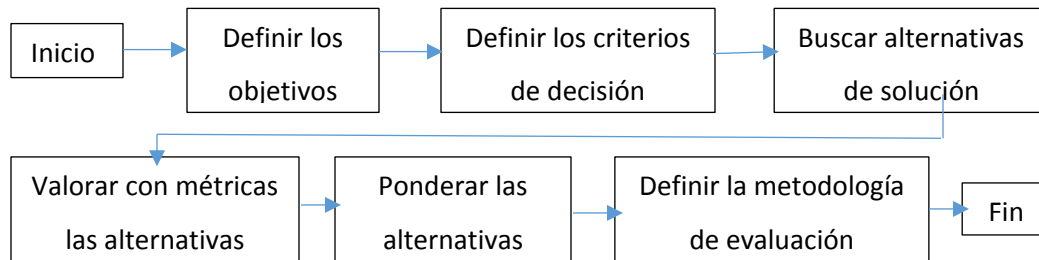 Inicio
Definir los
objetivos
Definir los criterios
de decisión
Buscar alternativas
de solución
Valorar con métricas
las alternativas
Ponderar las
alternativas
Definir la metodología
de evaluación
Fin